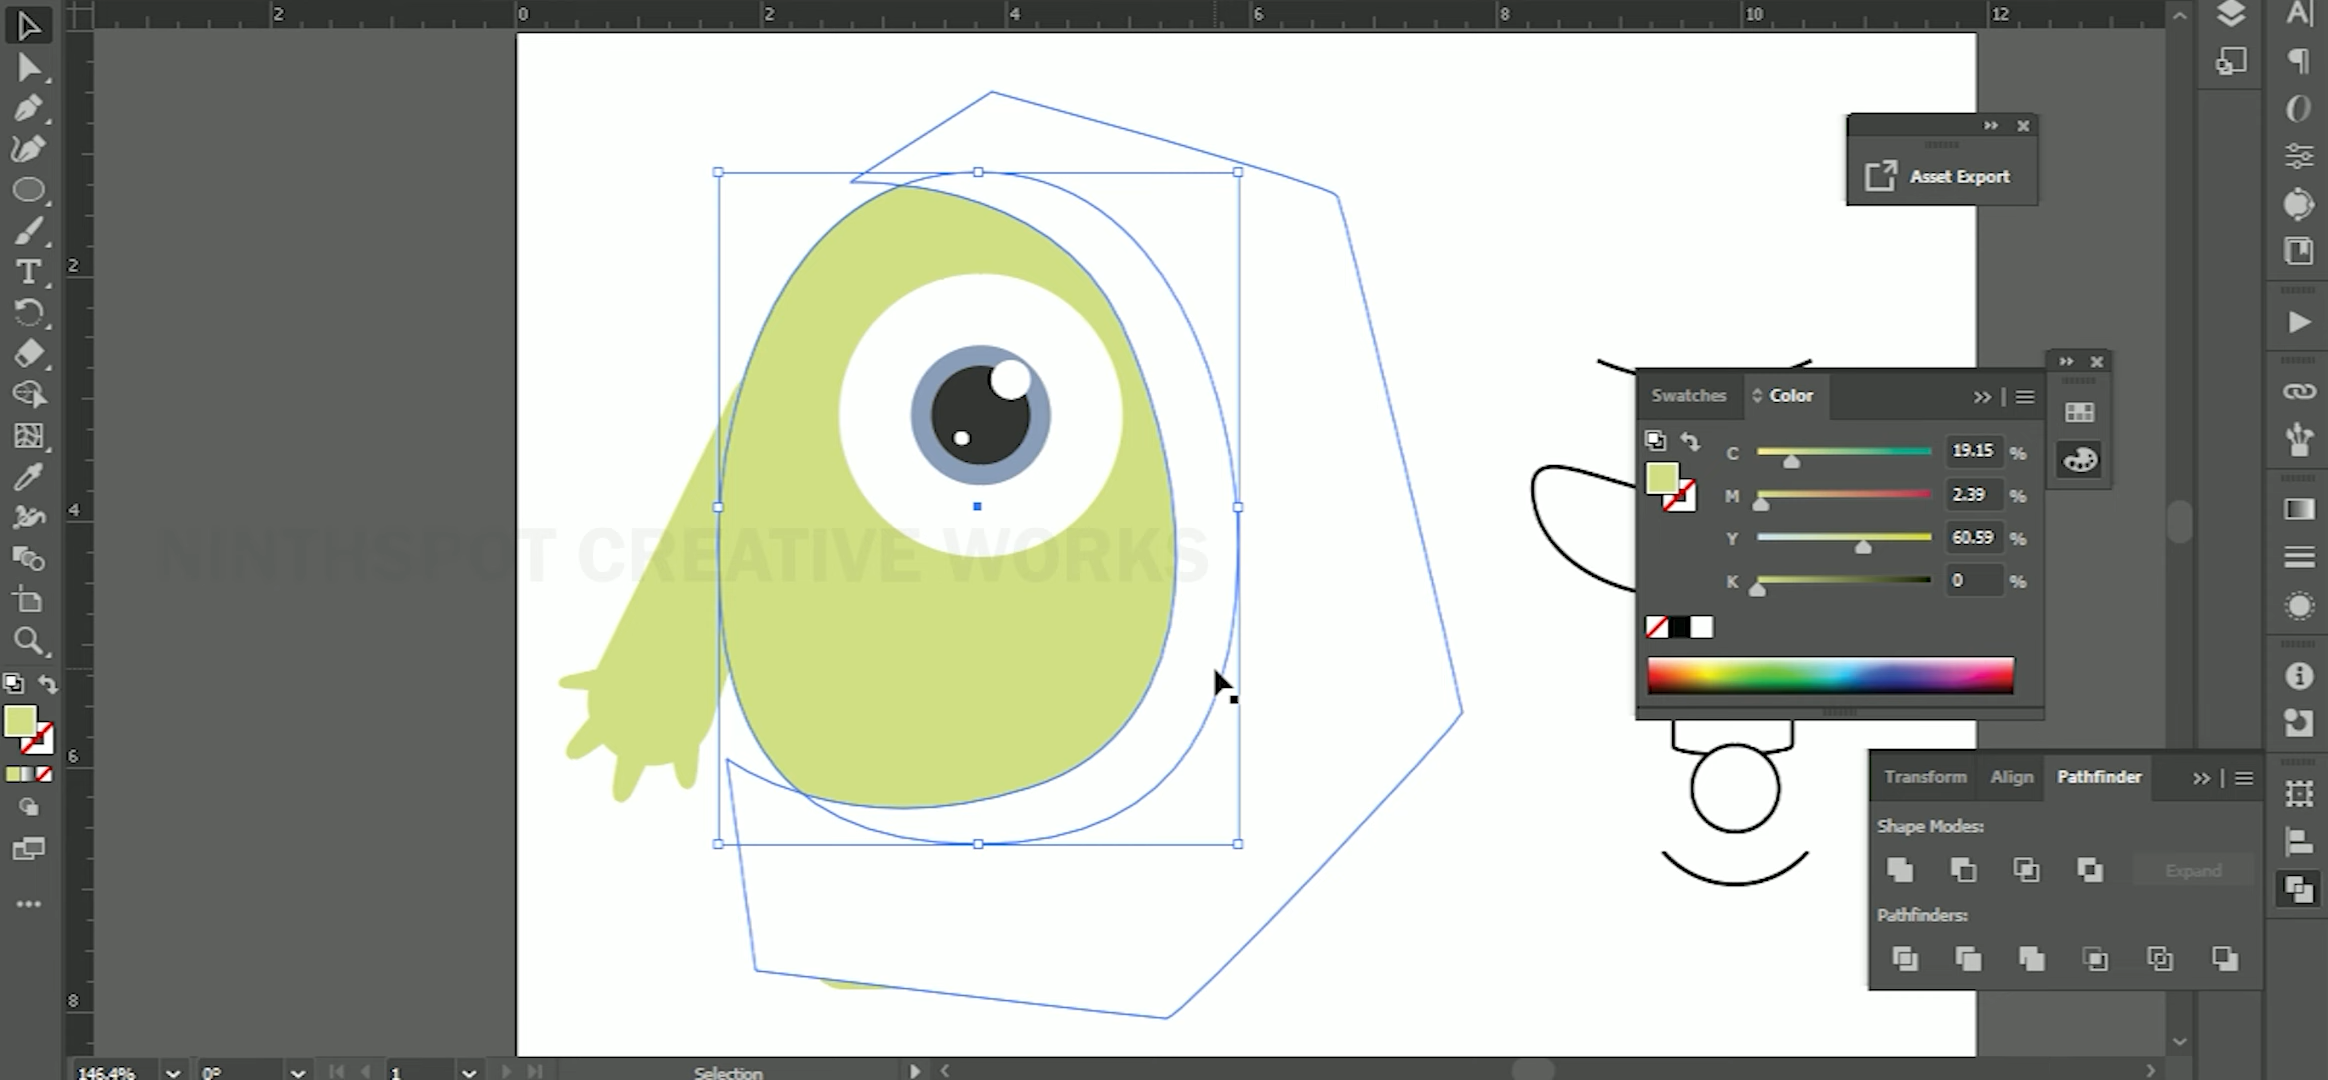 2 0 2 4 6 8 10 12
2
4
6
8
Asset Export
Swatches Color
C 19.15 %
M 2.39 %
Y 60.59 %
K 0 %
NINTHSPOT CREATIVE WORKS
Transform Align Pathfinder
Shape Modes:
Expand
Pathfinders:
146.4% 0° 1 Selection